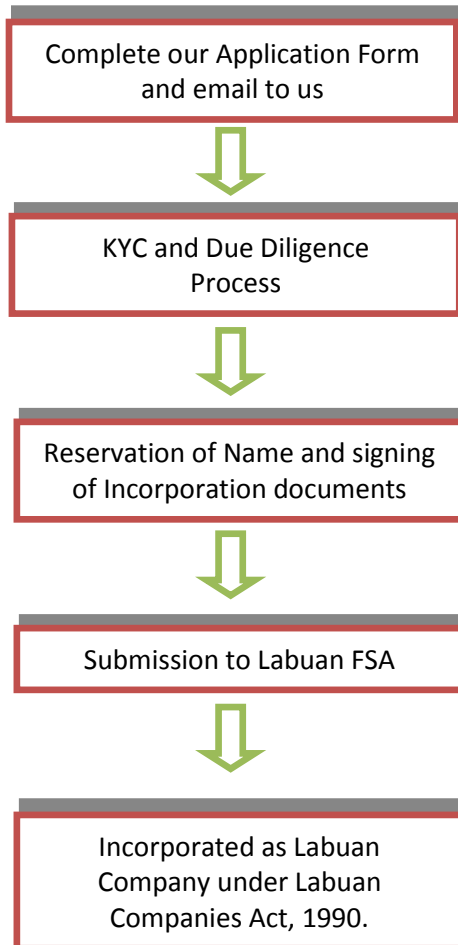 Complete our Application Form
and email to us
KYC and Due Diligence
Process
Reservation of Name and signing
of Incorporation documents
Submission to Labuan FSA
Incorporated as Labuan
Company under Labuan
Companies Act, 1990.